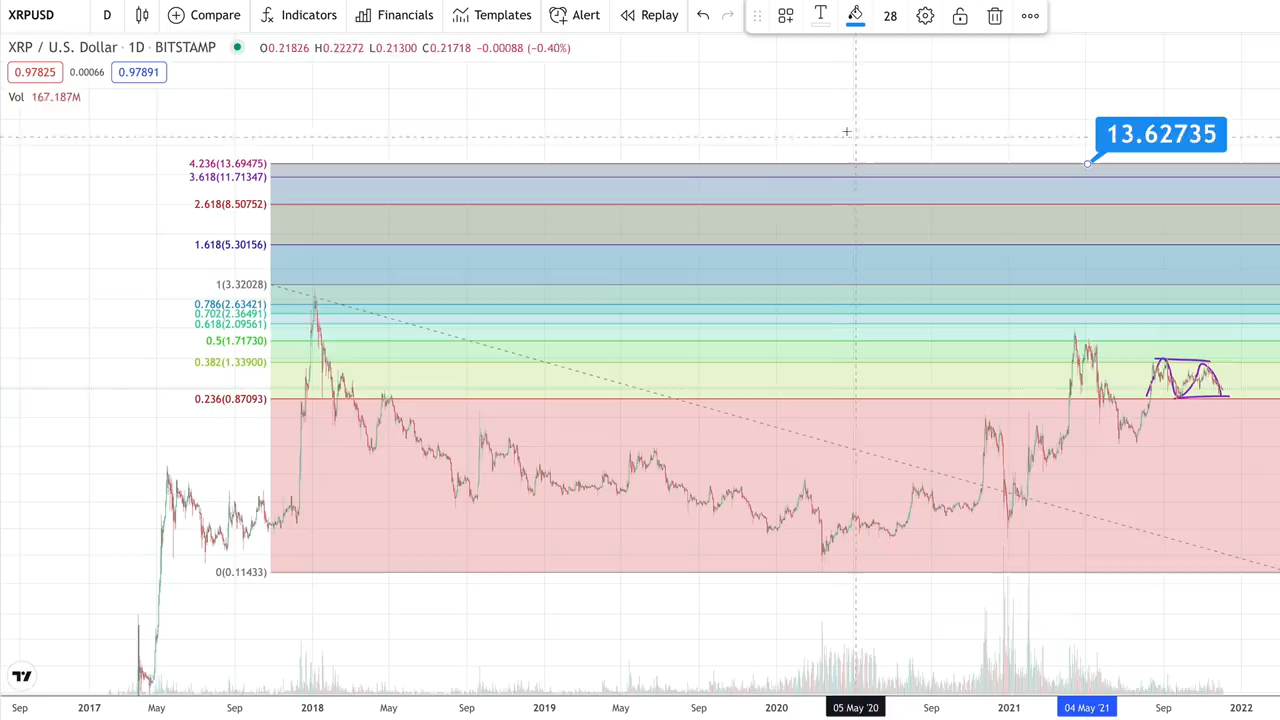 XRPUSD D Compare Indicators Financials Templates Alert Replay T 28
XRP / U.S. Dollar · 1D · BITSTAMP O0.21826 H0.22272 L0.21300 C0.21718 −0.00088 (−0.40%)
0.97825 0.00066 0.97891
Vol 167.187M
13.62735
4.236(13.69475)
3.618(11.71347)
2.618(8.50752)
1.618(5.30156)
1(3.32028)
0.786(2.63421)
0.702(2.36491)
0.618(2.09561)
0.5(1.71730)
0.382(1.33900)
0.236(0.87093)
0(0.11433)
Sep 2017 May Sep 2018 May Sep 2019 May Sep 2020 05 May '20 Sep 2021 04 May '21 Sep 2022